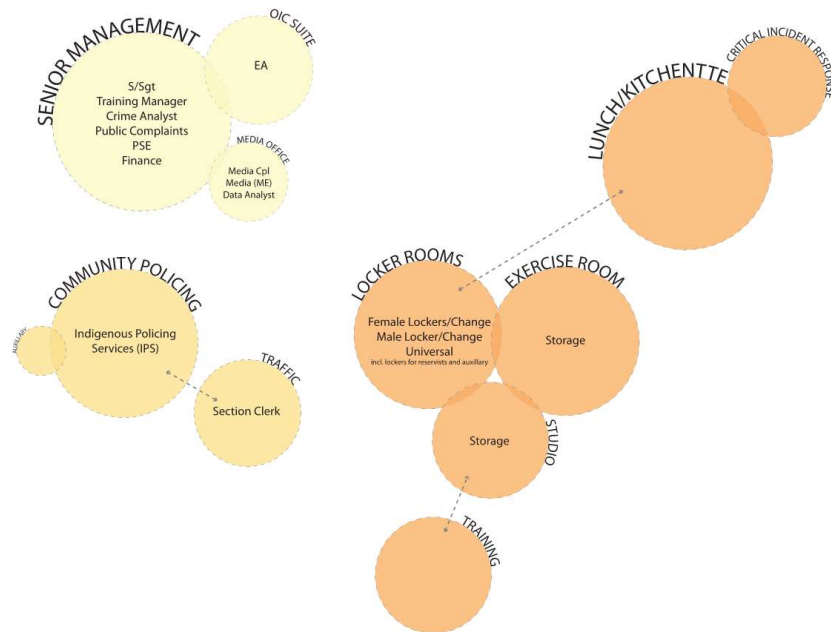 SENIOR MANAGEMENT
S/Sgt
Training Manager
Crime Analyst
Public Complaints
PSE
Finance
OIC SUITE
EA
MEDIA OFFICE
Media Cpl
Media (ME)
Data Analyst
COMMUNITY POLICING
Indigenous Policing
Services (IPS)
AUXILIARY
TRAFFIC
Section Clerk
LUNCH/KITCHENTTE
CRITICAL INCIDENT RESPONSE
LOCKER ROOMS
Female Lockers/Change
Male Locker/Change
Universal
incl. lockers for reservists and auxillary
EXERCISE ROOM
Storage
STUDIO
Storage
TRAINING